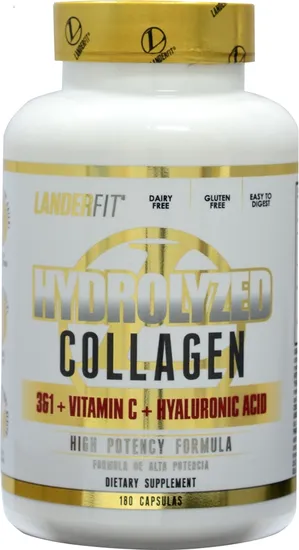 LANDERFIT®
DAIRY FREE
GLUTEN FREE
EASY TO DIGEST
HYDROLYZED
COLLAGEN
361 + VITAMIN C + HYALURONIC ACID
HIGH POTENCY FORMULA
FORMULA DE ALTA POTECIA
DIETARY SUPPLEMENT
180 CAPSULAS